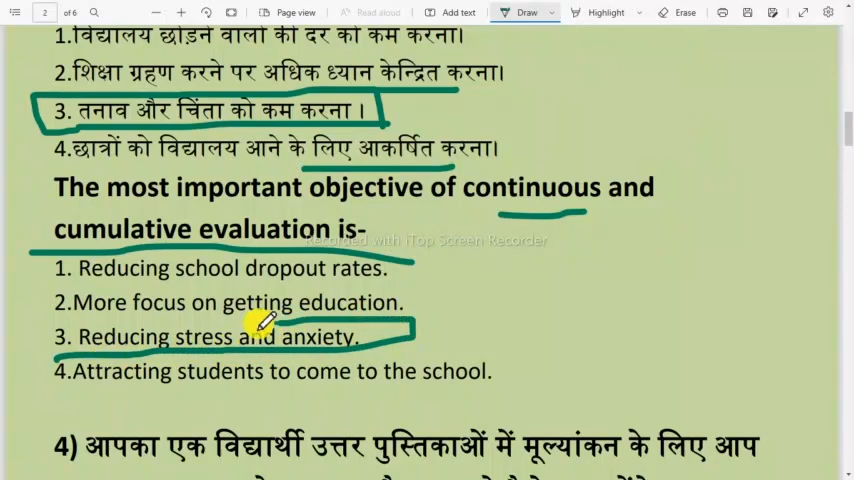 2 of 6
Page view
Read aloud
Add text
Draw
Highlight
Erase
1.विद्यालय छोड़ने वालों की दर को कम करना।
2.शिक्षा ग्रहण करने पर अधिक ध्यान केन्द्रित करना।
3. तनाव और चिंता को कम करना ।
4.छात्रों को विद्यालय आने के लिए आकर्षित करना।
The most important objective of continuous and
cumulative evaluation is-
Recorded with iTop Screen Recorder
1. Reducing school dropout rates.
2.More focus on getting education.
3. Reducing stress and anxiety.
4.Attracting students to come to the school.
4) आपका एक विद्यार्थी उत्तर पुस्तिकाओं में मूल्यांकन के लिए आप